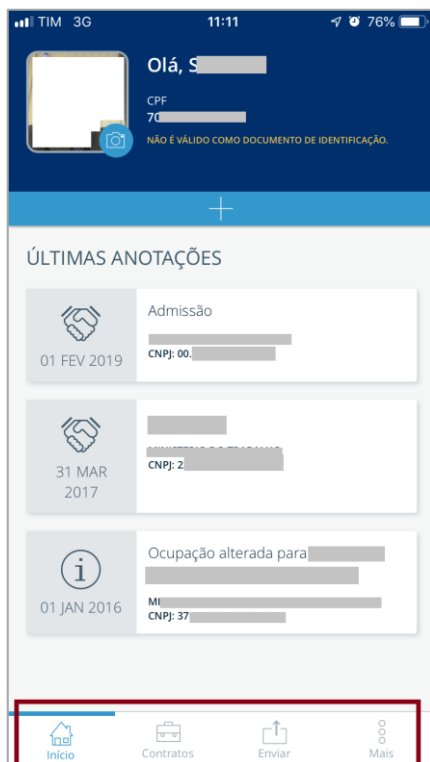 TIM 3G 11:11 76%
Olá, S
CPF
70
NÃO É VÁLIDO COMO DOCUMENTO DE IDENTIFICAÇÃO.
ÚLTIMAS ANOTAÇÕES
Admissão
CNPJ: 00.
01 FEV 2019
CNPJ: 2
31 MAR
2017
Ocupação alterada para
MI
CNPJ: 37
01 JAN 2016
Início Contratos Enviar Mais